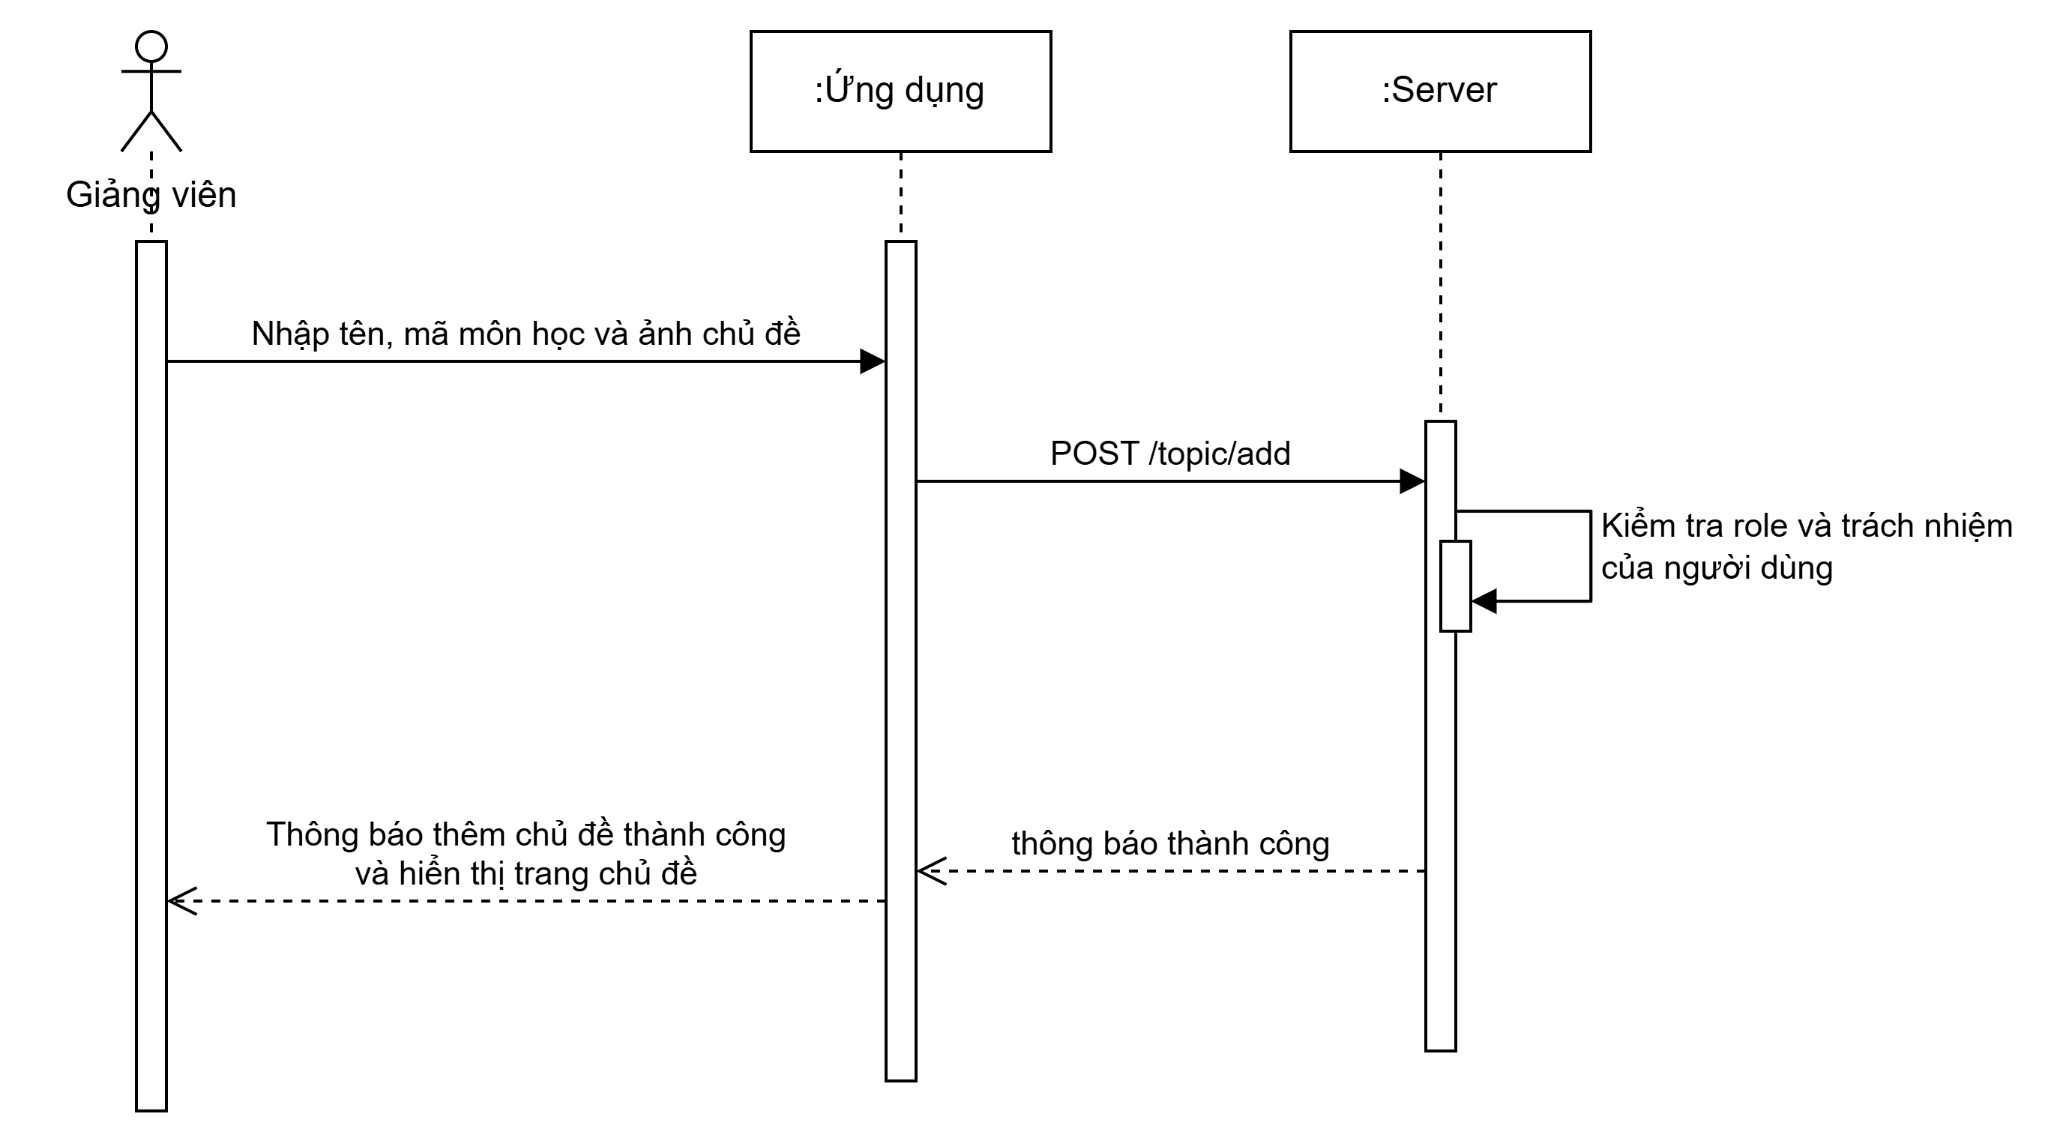 :Ứng dụng
:Server
Giảng viên
Nhập tên, mã môn học và ảnh chủ đề
POST /topic/add
Kiểm tra role và trách nhiệm
của người dùng
Thông báo thêm chủ đề thành công
và hiển thị trang chủ đề
thông báo thành công